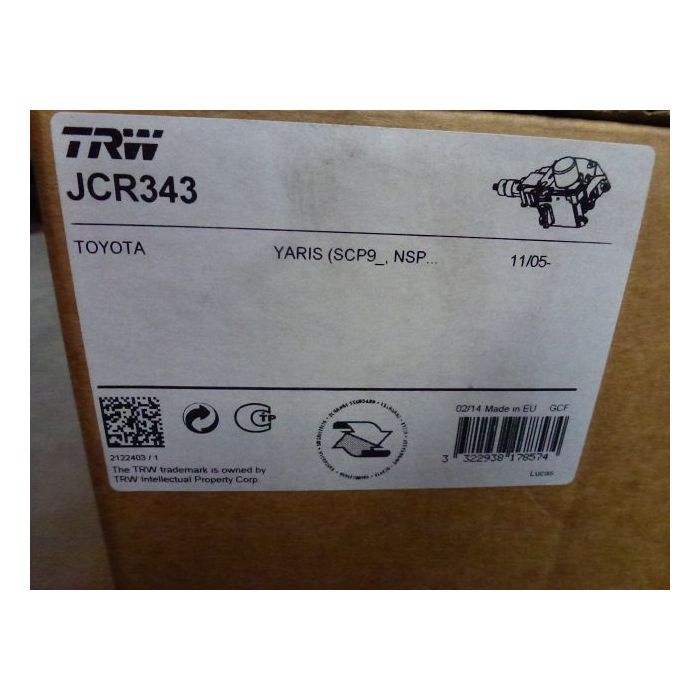 TRW
JCR343
TOYOTA YARIS (SCP9_, NSP... 11/05-
02/14 Made in EU GCF
3 322938 178574
Lucas
2122403 / 1
The TRW trademark is owned by
TRW Intellectual Property Corp.